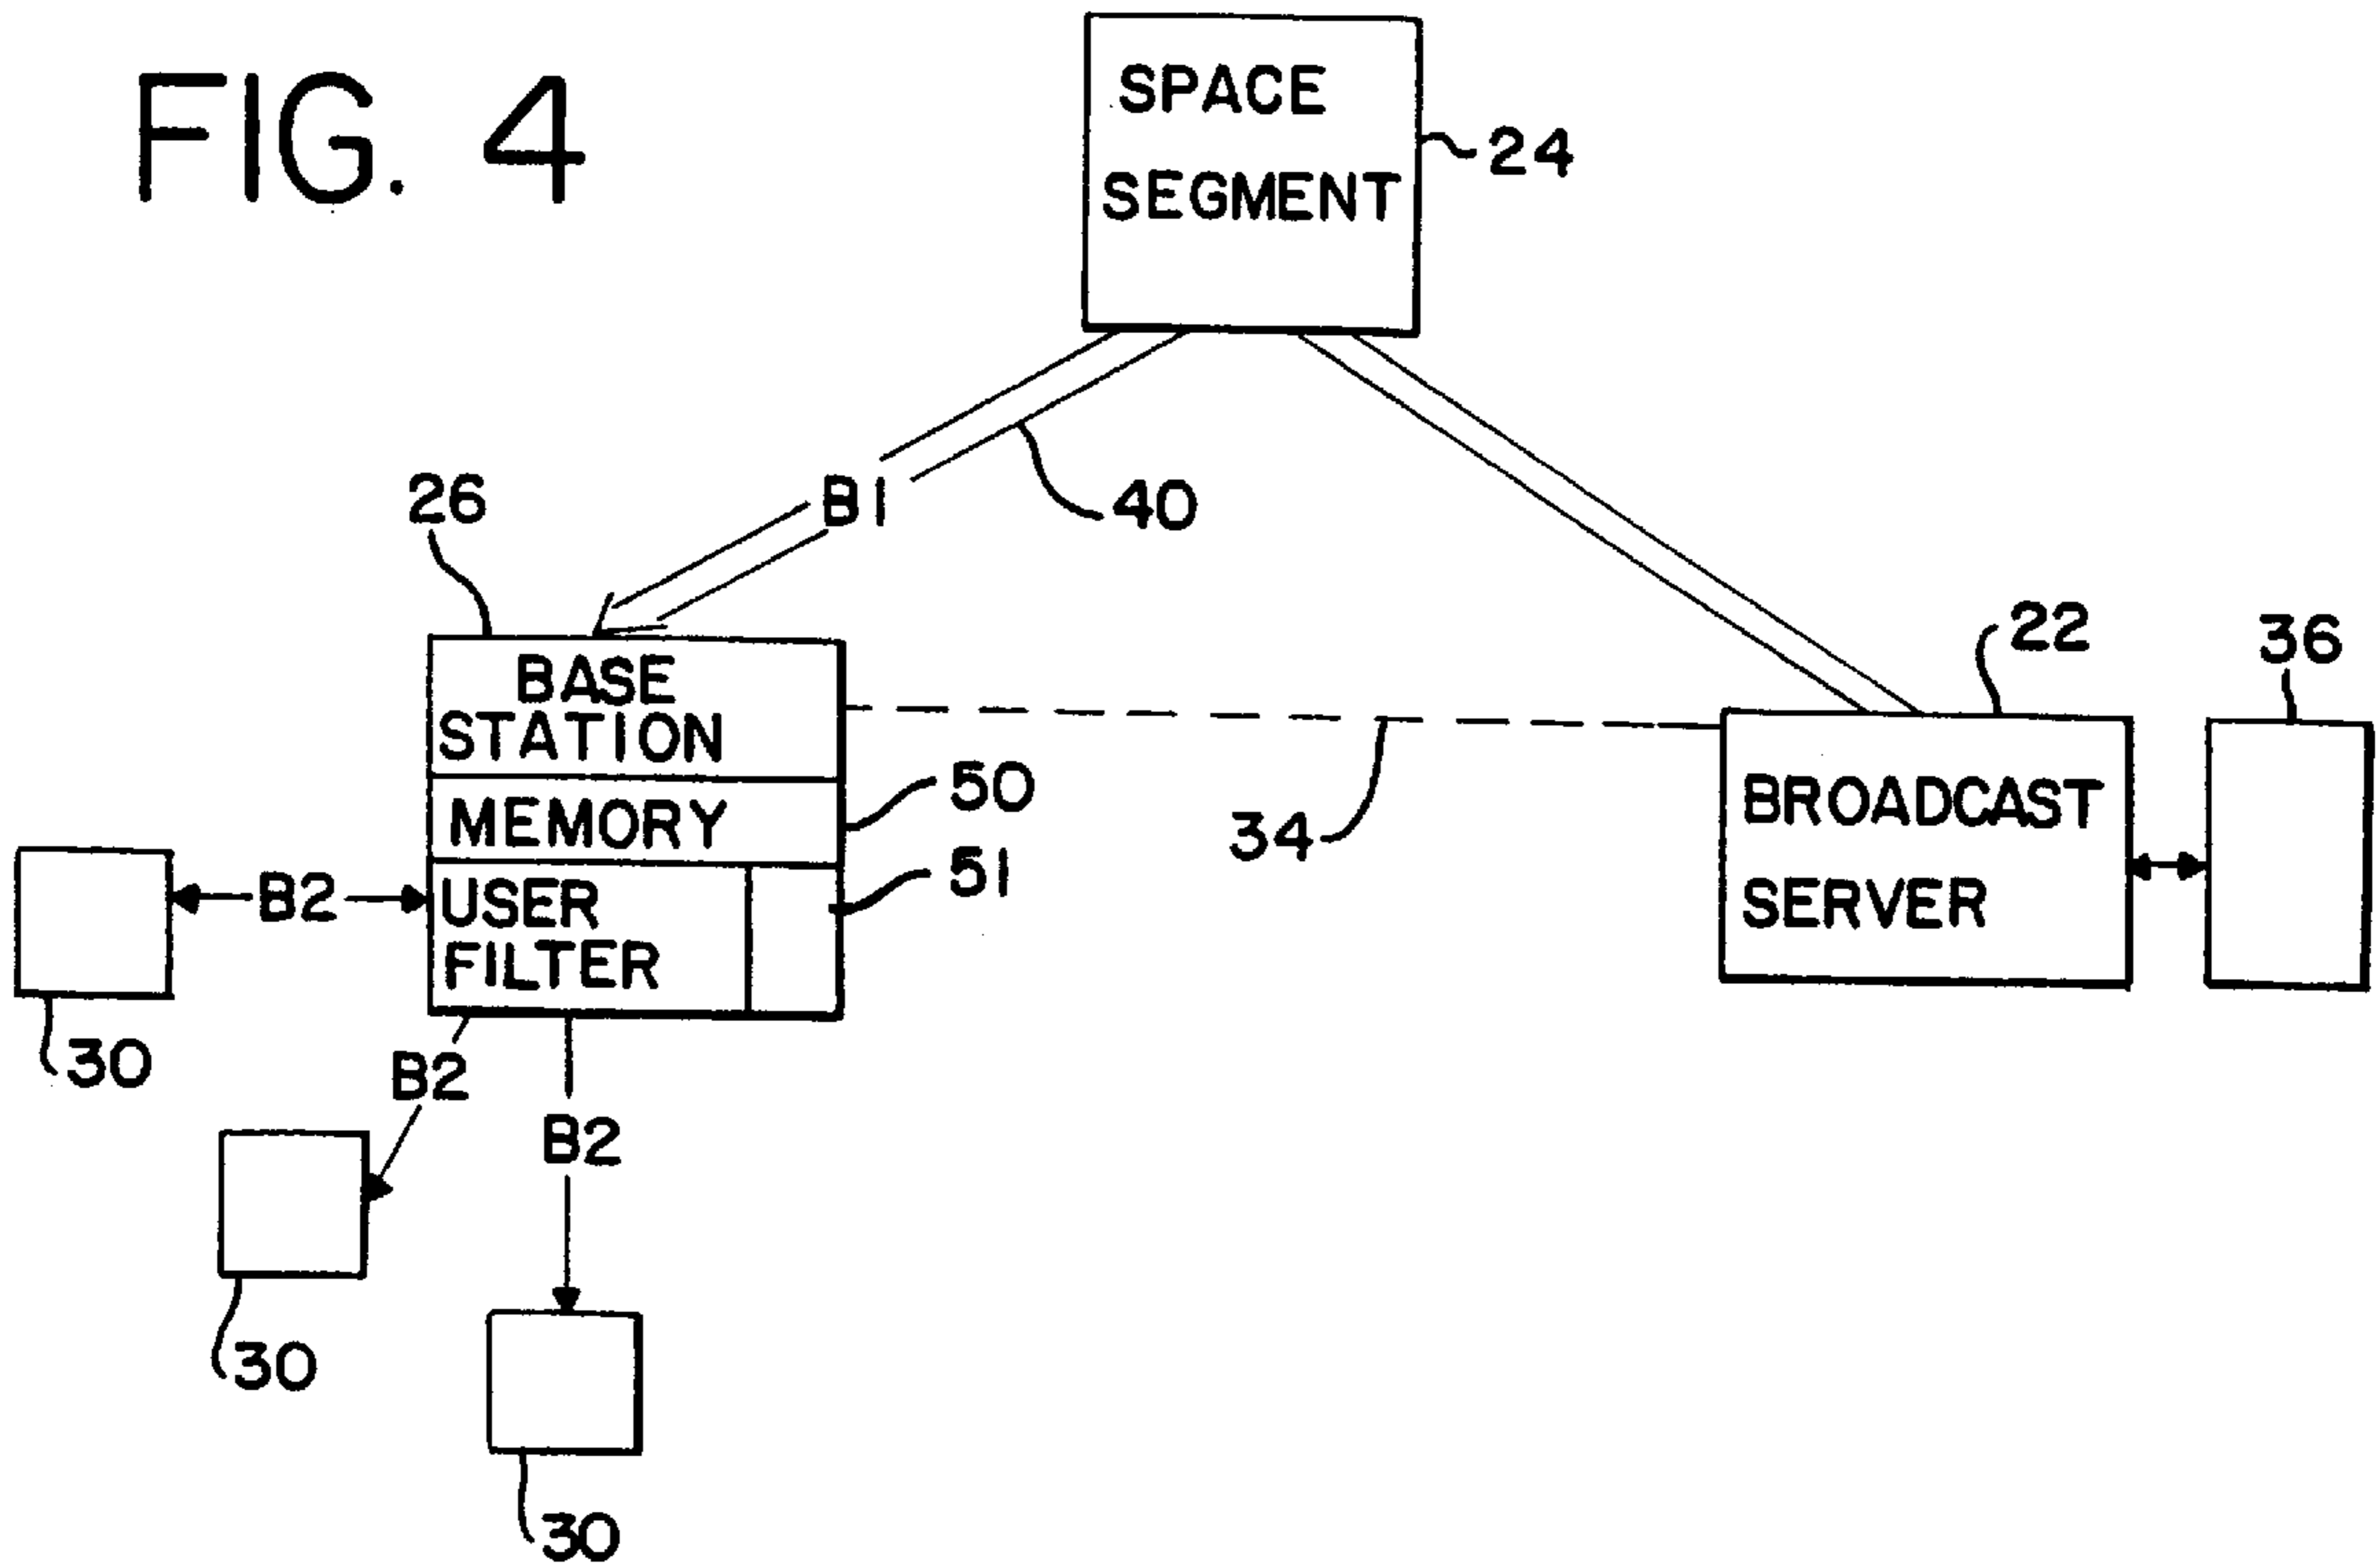 FIG. 4
SPACE
SEGMENT
24
B1
40
26
BASE
STATION
MEMORY
USER
FILTER
50
51
34
22
36
BROADCAST
SERVER
B2
30
B2
30
B2
30